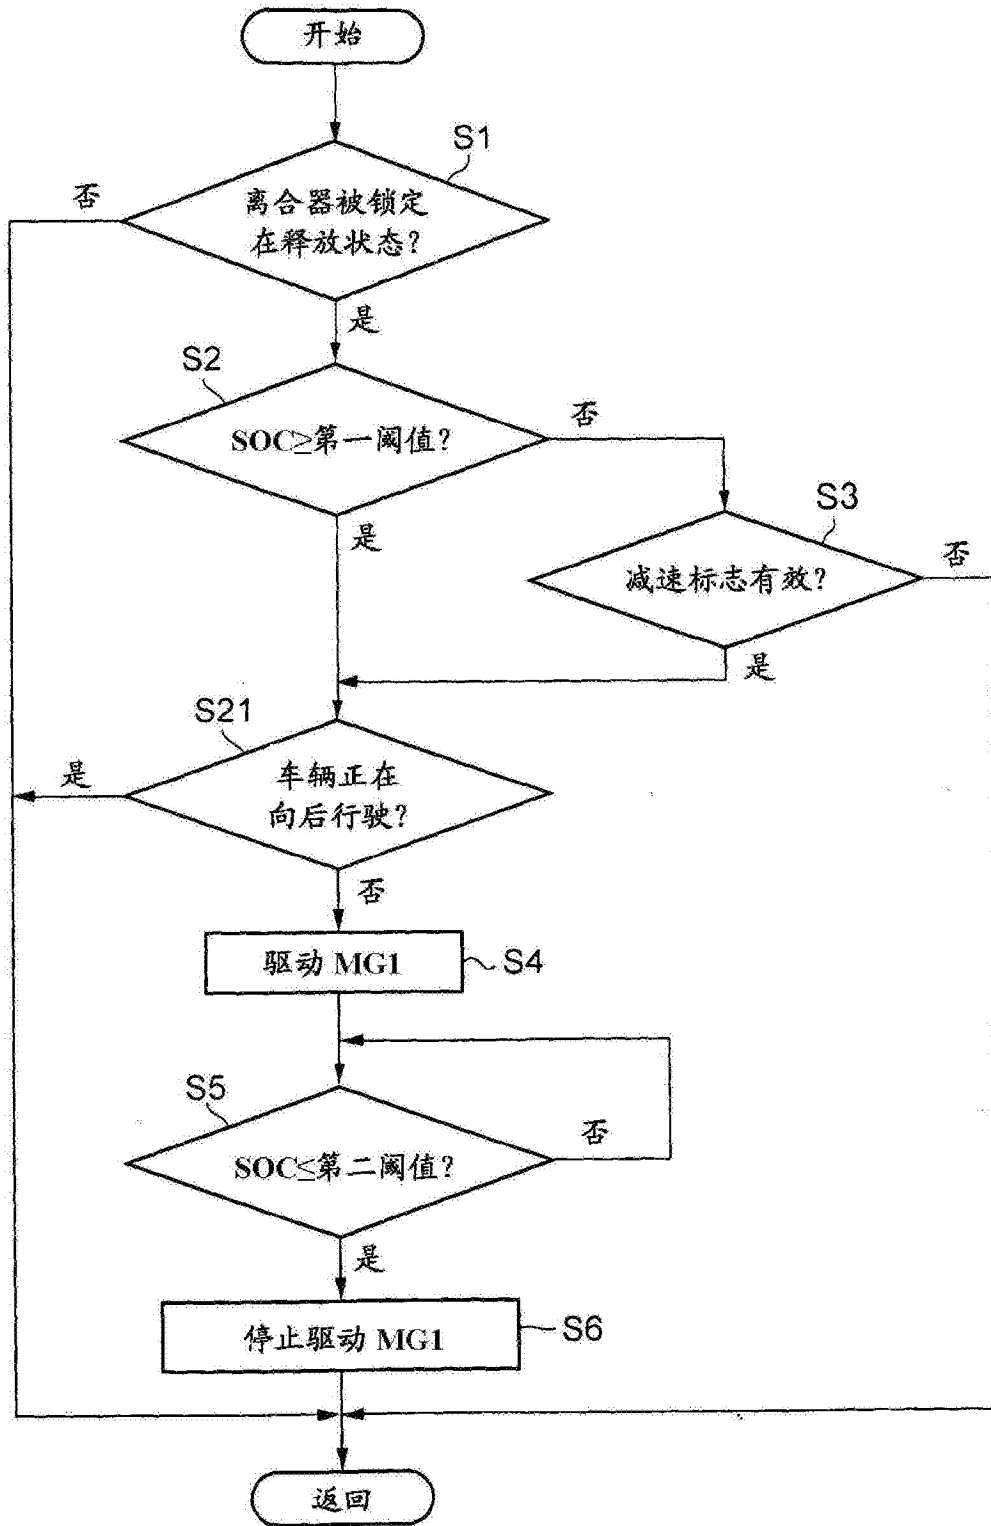 开始
S1
否
离合器被锁定
在释放状态？
是
S2
否
SOC≥第一阈值？
S3
是
否
减速标志有效？
是
S21
是
车辆正在
向后行驶？
否
驱动 MG1
S4
S5
否
SOC≤第二阈值？
是
停止驱动 MG1
S6
返回